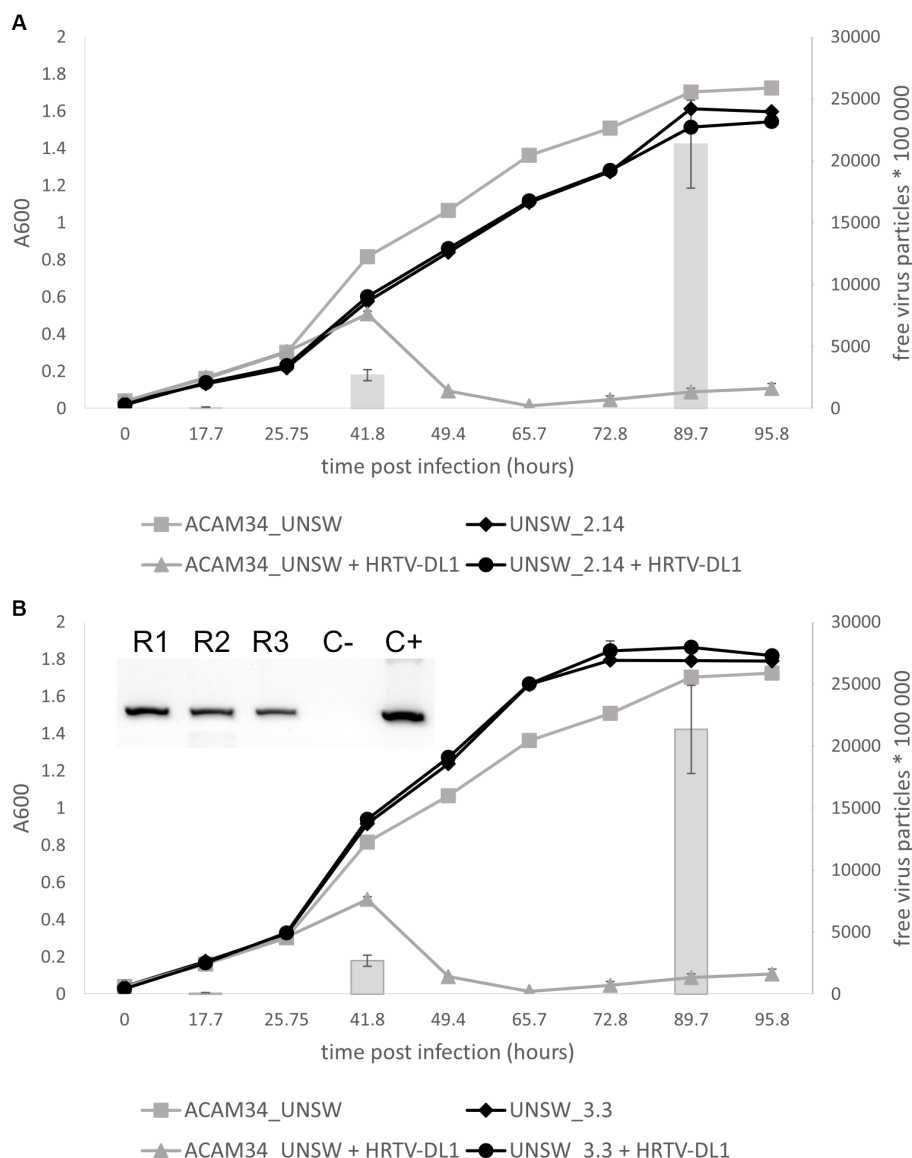 A
2
1.8
1.6
1.4
1.2
1
0.8
0.6
0.4
0.2
0
A600
30000
25000
20000
15000
10000
5000
0
free virus particles * 100 000
0 17.7 25.75 41.8 49.4 65.7 72.8 89.7 95.8
time post infection (hours)
ACAM34_UNSW UNSW_2.14
ACAM34_UNSW + HRTV-DL1 UNSW_2.14 + HRTV-DL1
B
2
1.8
1.6
1.4
1.2
1
0.8
0.6
0.4
0.2
0
A600
R1 R2 R3 C- C+
30000
25000
20000
15000
10000
5000
0
free virus particles * 100 000
0 17.7 25.75 41.8 49.4 65.7 72.8 89.7 95.8
time post infection (hours)
ACAM34_UNSW UNSW_3.3
ACAM34 UNSW + HRTV-DL1 UNSW 3.3 + HRTV-DL1